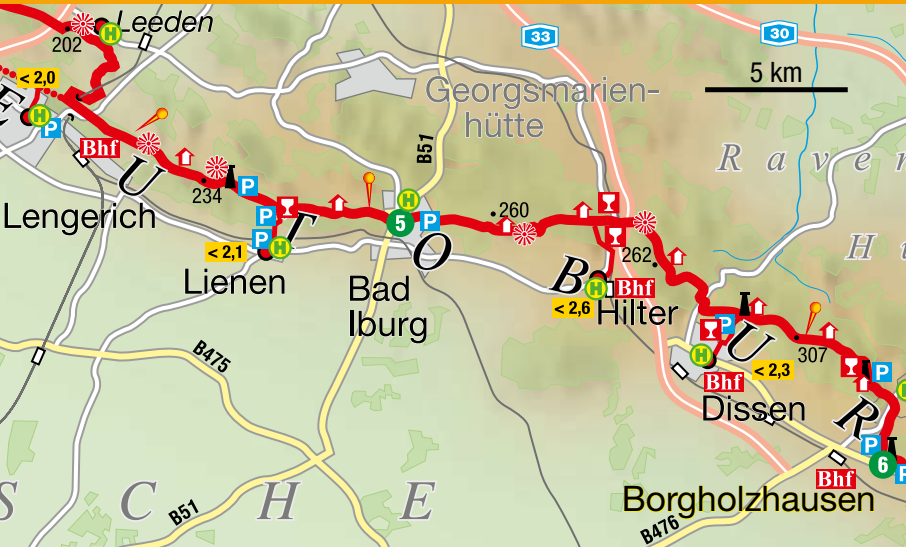 Leeden
202
H
33
30
5 km
< 2,0
Georgsmarien-
hütte
E
H
P
Bhf
B51
U
T
O
B
U
R
Raven
H
P
234
H
Lengerich
P
5
P
260
P
H
< 2,1
262
H u
Lienen
Bad
Iburg
H
Bhf
< 2,6
Hilter
P
307
B475
H
Bhf
< 2,3
P
Dissen
P
6
P
Bhf
Borgholzhausen
S C H E
B51
B476